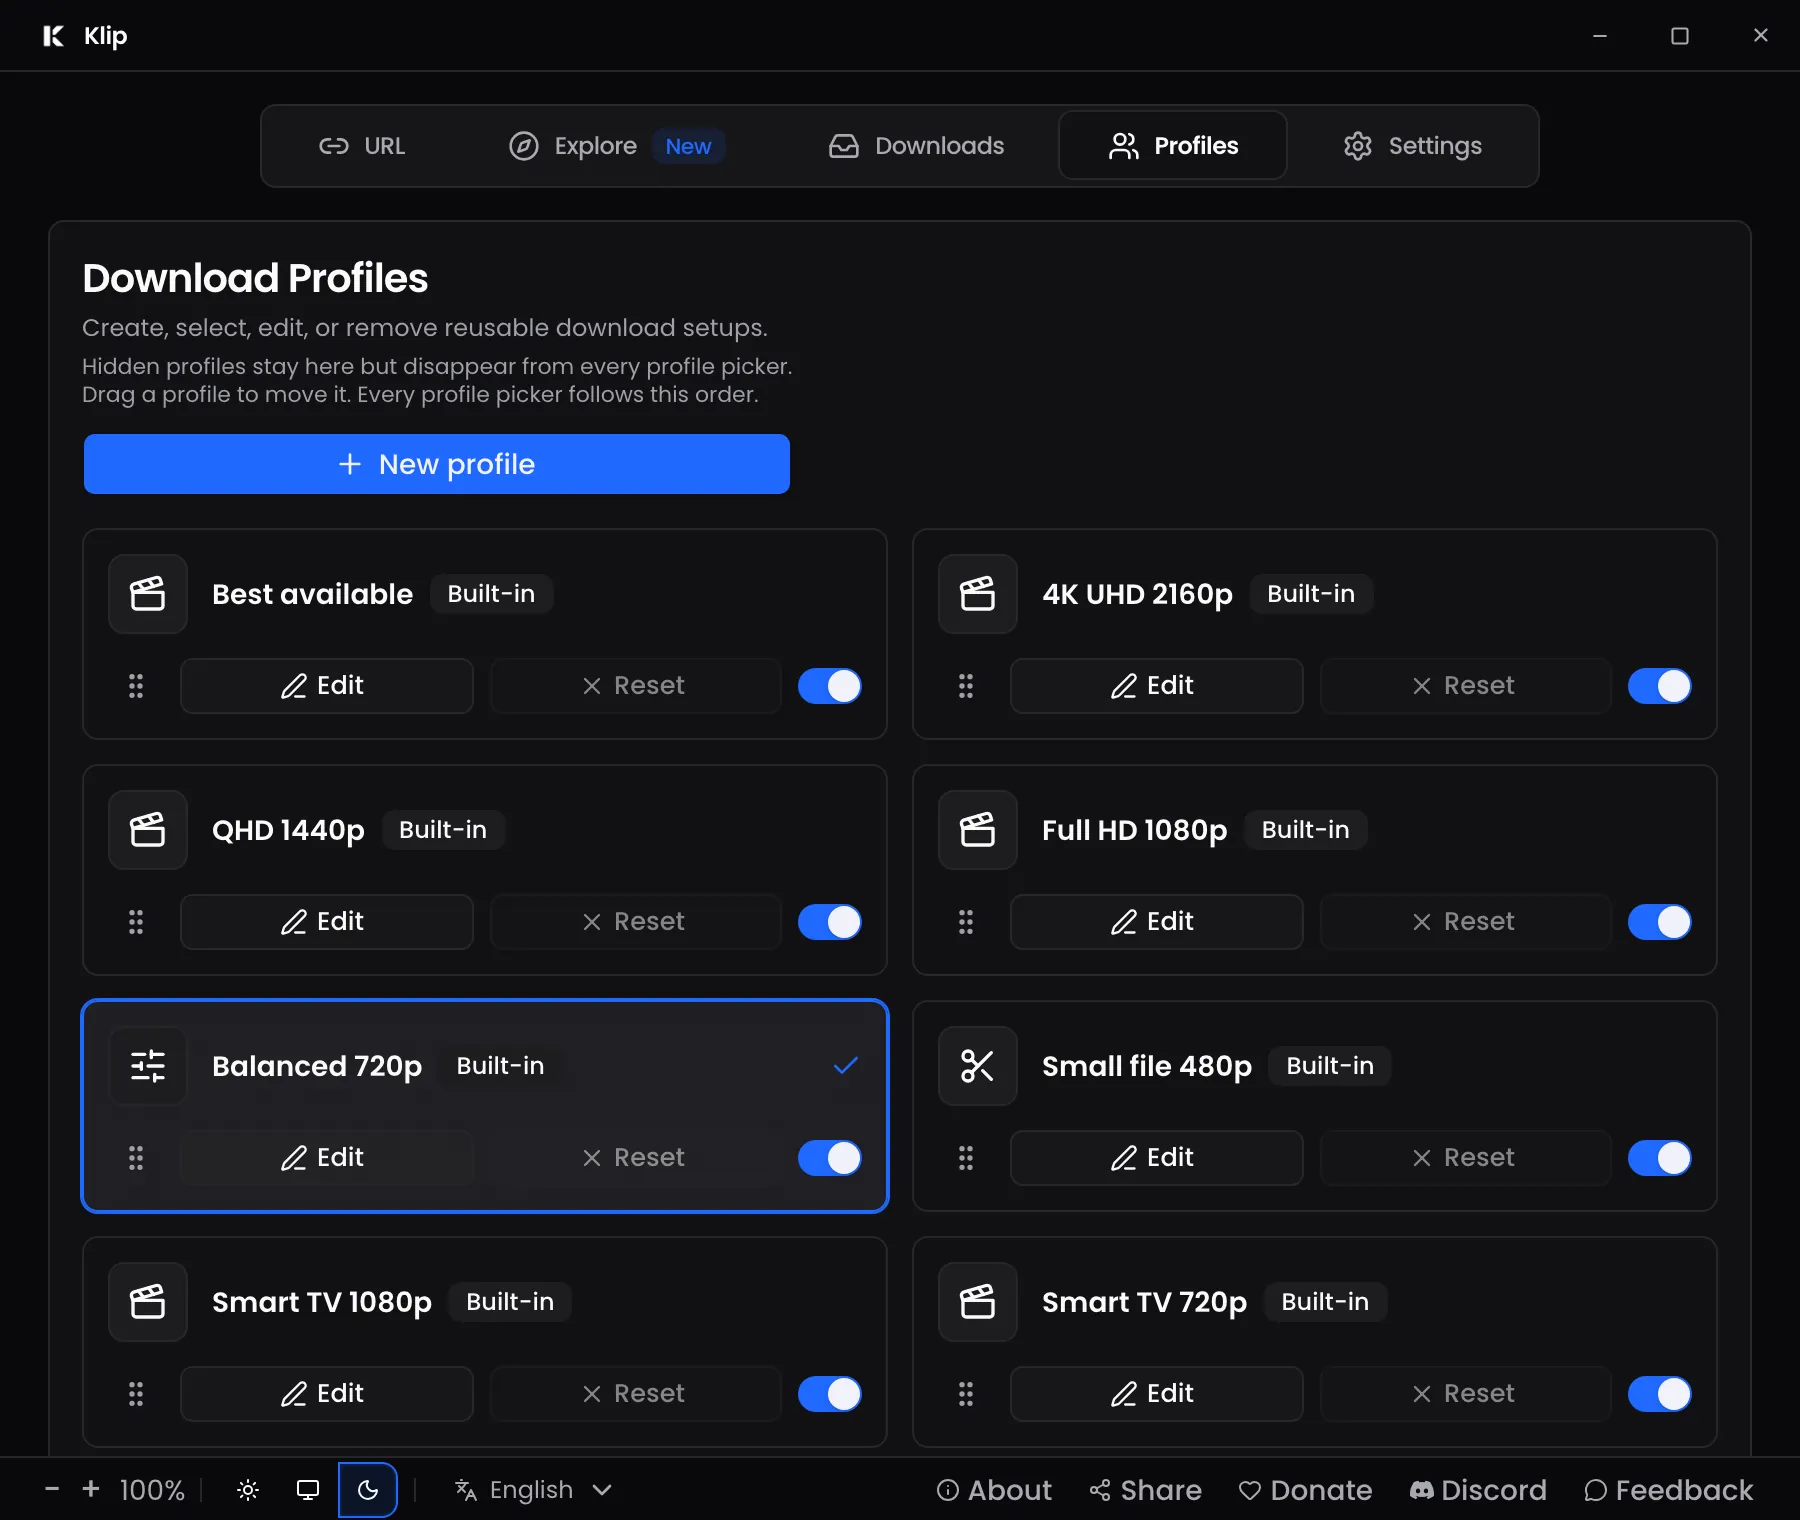 Klip
URL
Explore New
Downloads
Profiles
Settings
Download Profiles
Create, select, edit, or remove reusable download setups.
Hidden profiles stay here but disappear from every profile picker.
Drag a profile to move it. Every profile picker follows this order.
New profile
Best available Built-in
Edit Reset
4K UHD 2160p Built-in
Edit Reset
QHD 1440p Built-in
Edit Reset
Full HD 1080p Built-in
Edit Reset
Balanced 720p Built-in
Edit Reset
Small file 480p Built-in
Edit Reset
Smart TV 1080p Built-in
Edit Reset
Smart TV 720p Built-in
Edit Reset
100%
English
About
Share
Donate
Discord
Feedback